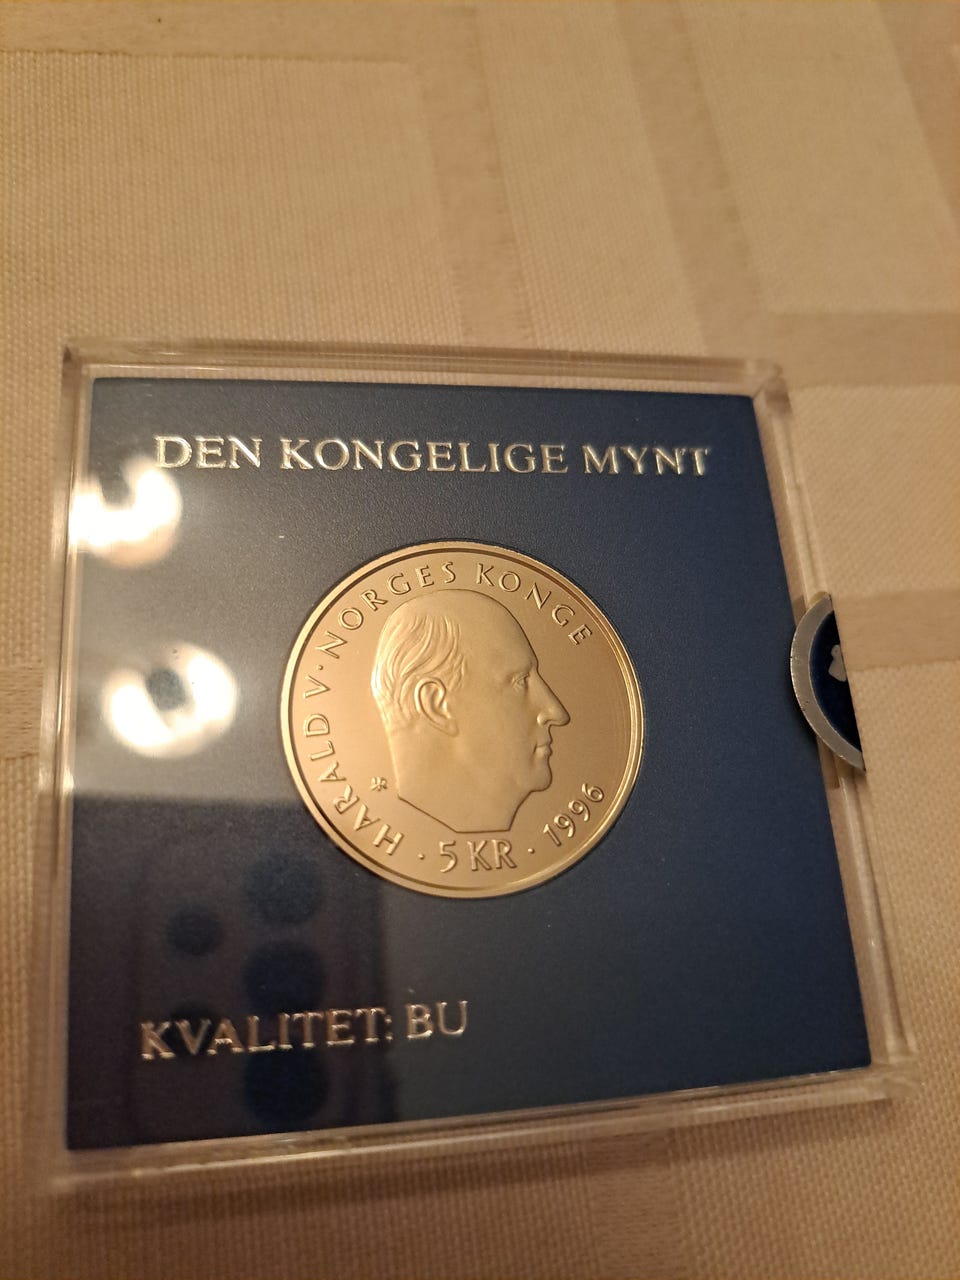 DEN KONGELIGE MYNT
HARALD V · NORGES KONGE
· 5 KR · 1996
KVALITET: BU